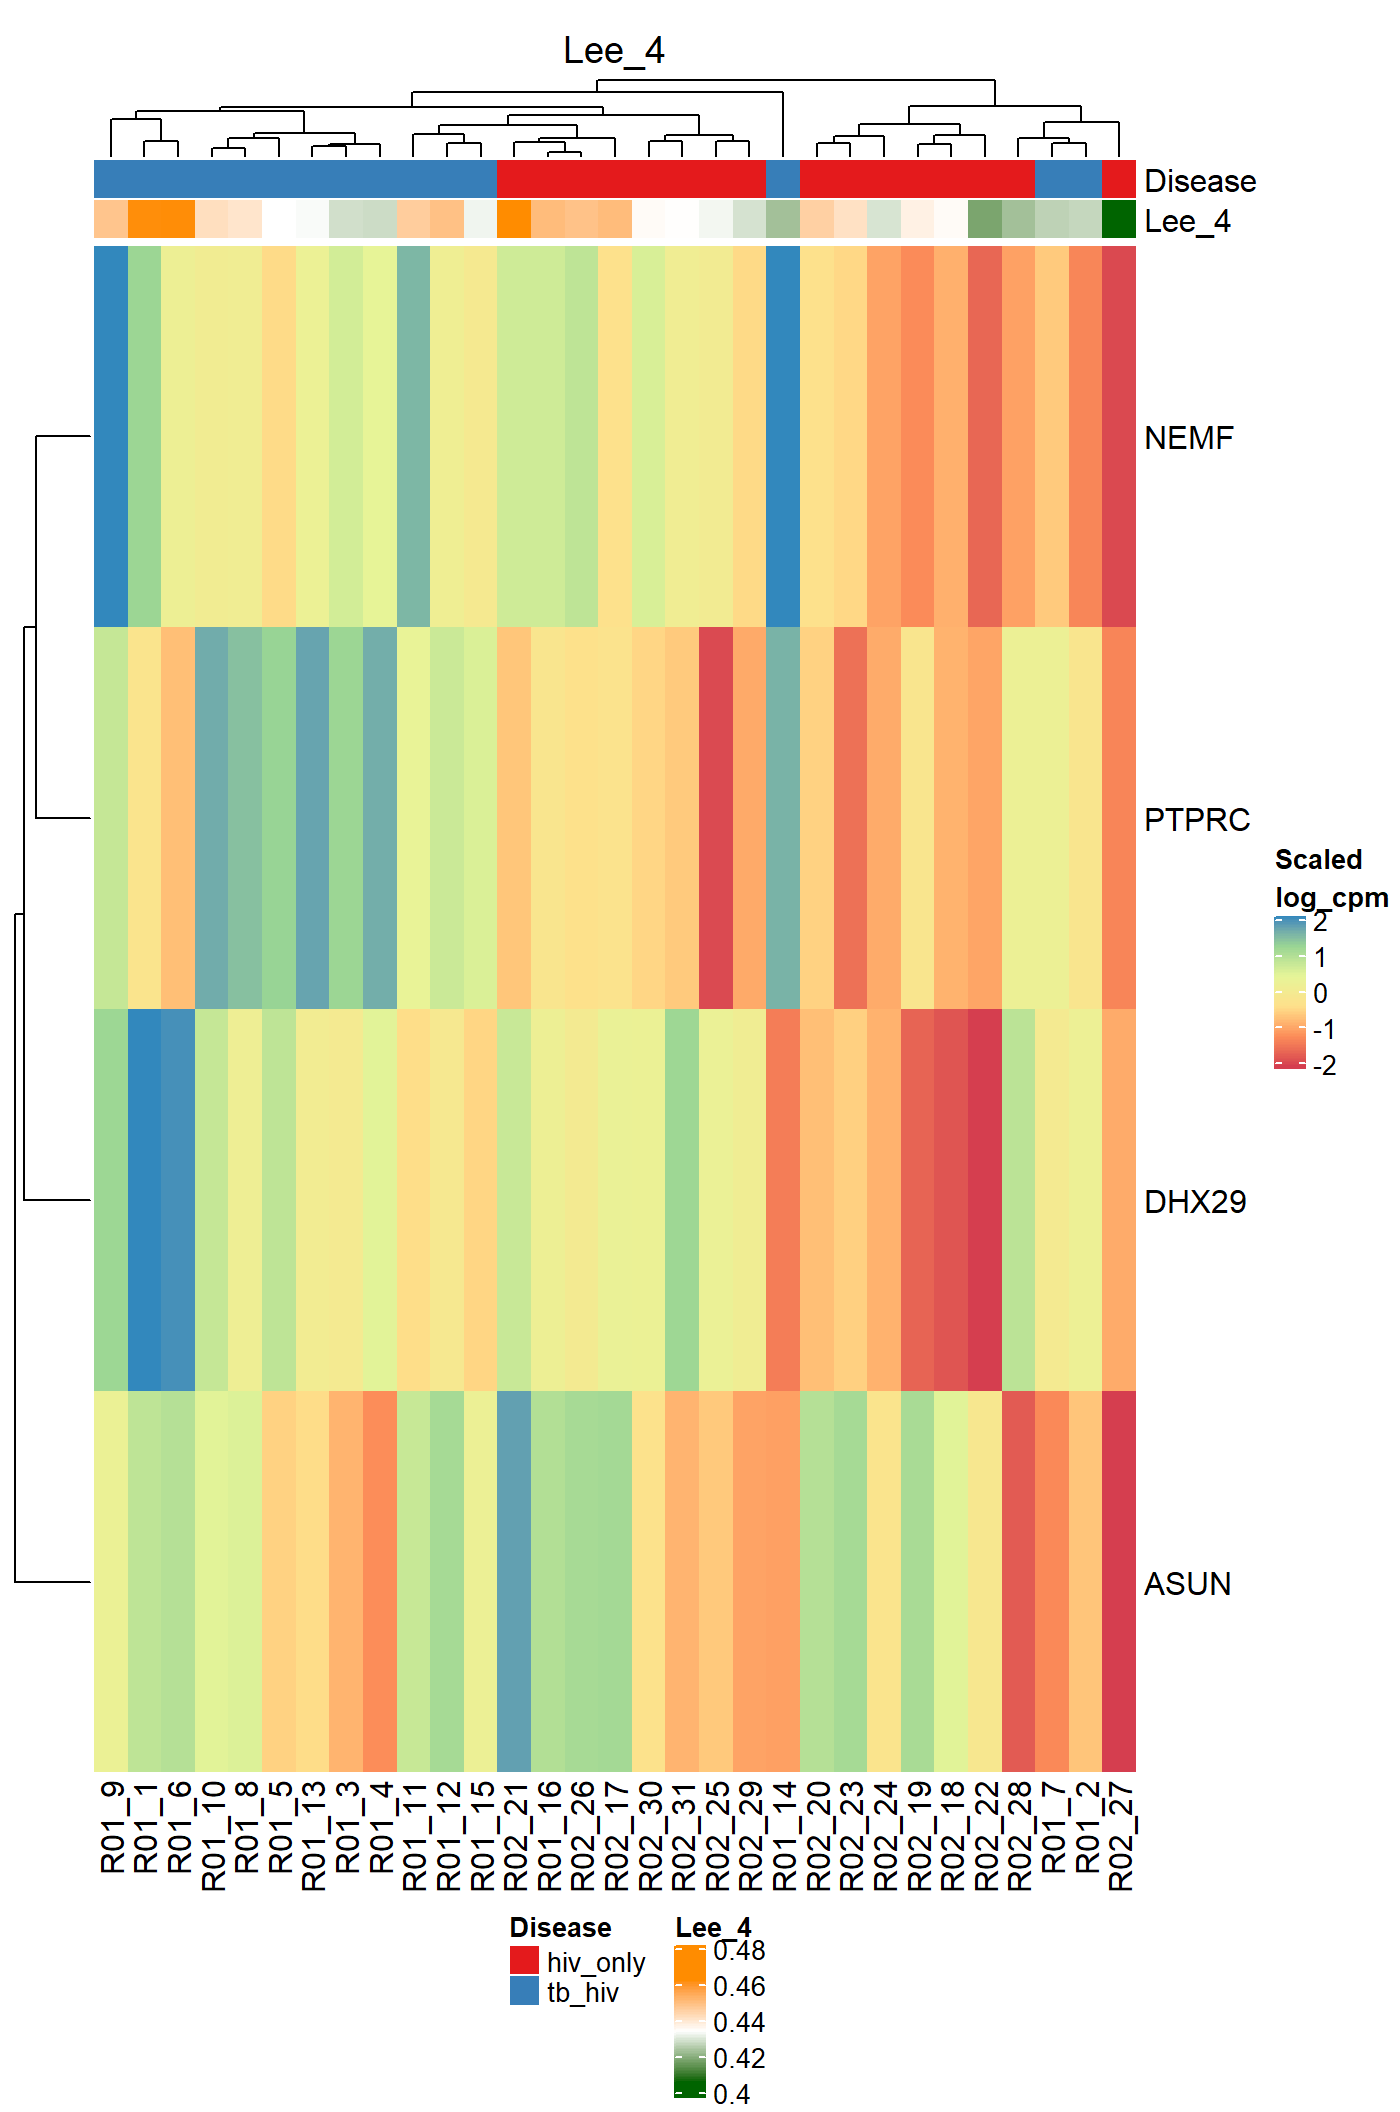 Lee_4
Disease
Lee_4
NEMF
PTPRC
DHX29
ASUN
Scaled
log_cpm
2
1
0
-1
-2
R01_9
R01_1
R01_6
R01_10
R01_8
R01_5
R01_13
R01_3
R01_4
R01_11
R01_12
R01_15
R02_21
R01_16
R02_26
R02_17
R02_30
R02_31
R02_25
R02_29
R01_14
R02_20
R02_23
R02_24
R02_19
R02_18
R02_22
R02_28
R01_7
R01_2
R02_27
Disease
hiv_only
tb_hiv
Lee_4
0.48
0.46
0.44
0.42
0.4